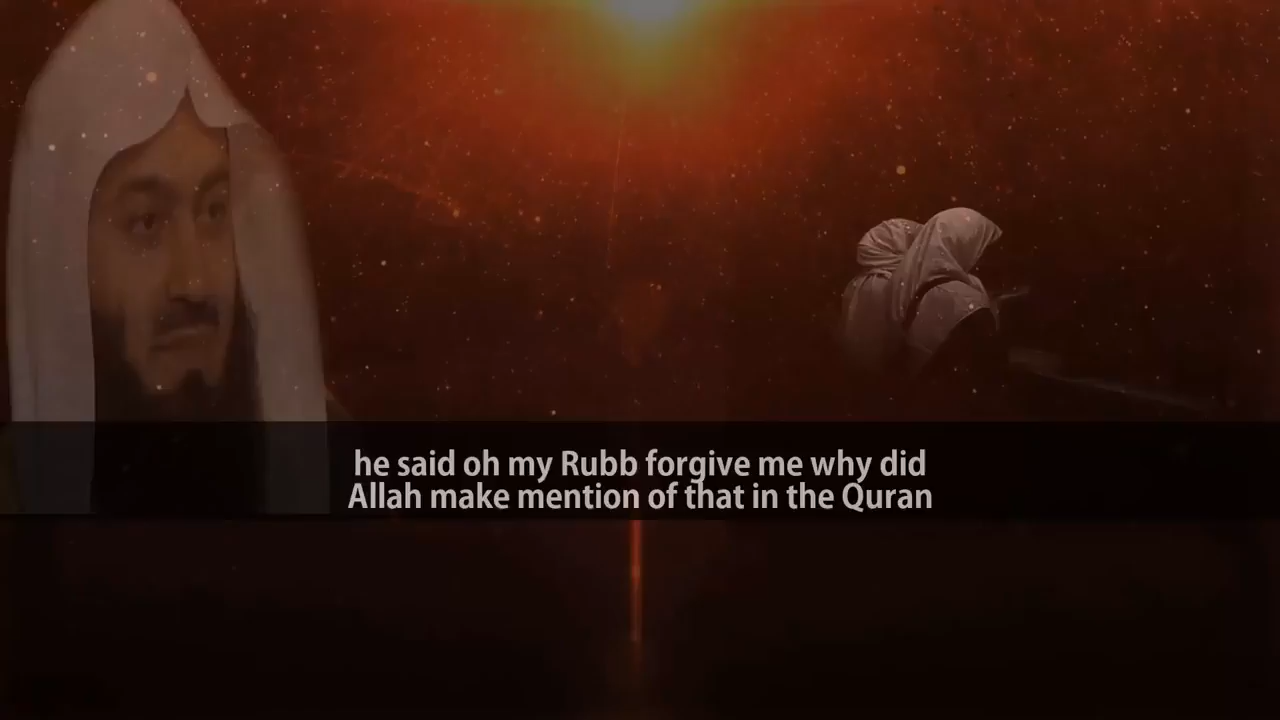 he said oh my Rubb forgive me why did
Allah make mention of that in the Quran